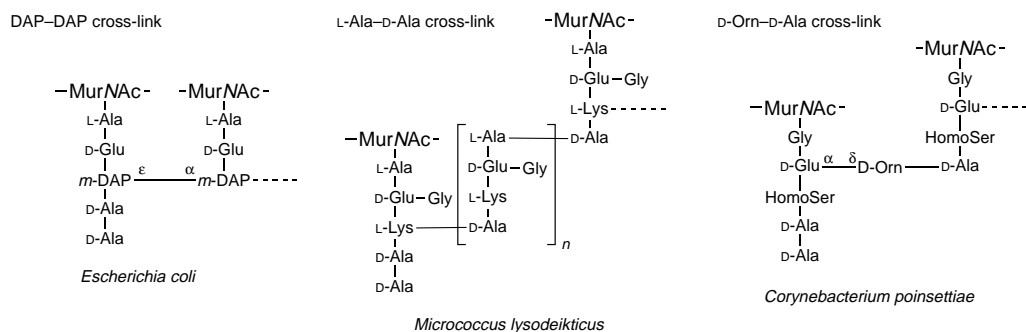 DAP–DAP cross-link
–MurNAc– –MurNAc–
L-Ala L-Ala
D-Glu D-Glu
m-DAP ε α m-DAP
D-Ala
D-Ala
Escherichia coli
L-Ala–D-Ala cross-link
–MurNAc–
L-Ala
D-Glu–Gly
L-Lys
D-Ala
–MurNAc–
L-Ala
D-Glu–Gly
L-Lys
D-Ala
D-Ala
L-Ala
D-Glu–Gly
L-Lys
D-Ala
n
Micrococcus lysodeikticus
D-Orn–D-Ala cross-link
–MurNAc–
Gly
D-Glu
HomoSer
D-Ala
–MurNAc–
Gly
D-Glu α δ D-Orn
HomoSer
D-Ala
D-Ala
Corynebacterium poinsettiae